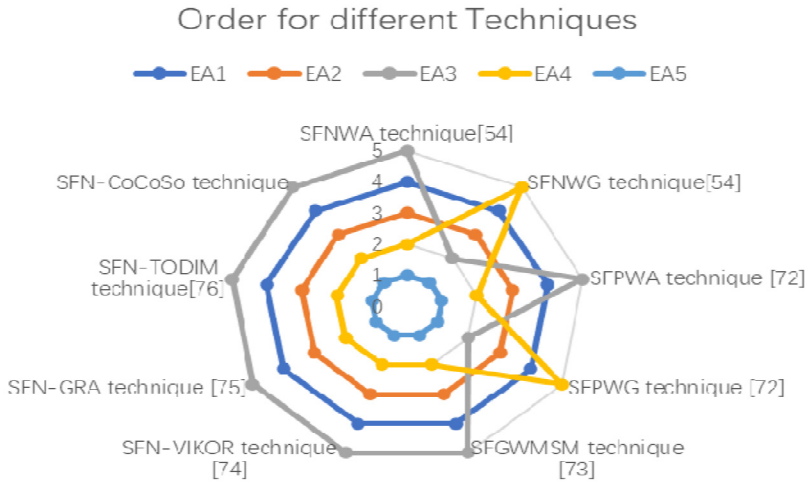 Order for different Techniques
EA1 EA2 EA3 EA4 EA5
SFNWA technique[54]
SFNWG technique[54]
SFPWA technique [72]
SFPWG technique [72]
SFGWMSM technique
[73]
SFN-VIKOR technique
[74]
SFN-GRA technique [75]
SFN-TODIM
technique[76]
SFN-CoCoSo technique
5
4
3
2
1
0